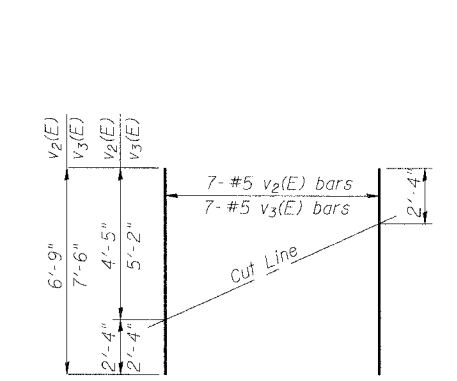 v2(E)
v3(E)
v2(E)
v3(E)
7- #5 v2(E) bars
7- #5 v3(E) bars
2'-4"
6'-9"
7'-6"
4'-5"
5'-2"
Cut Line
2'-4"
2'-4"